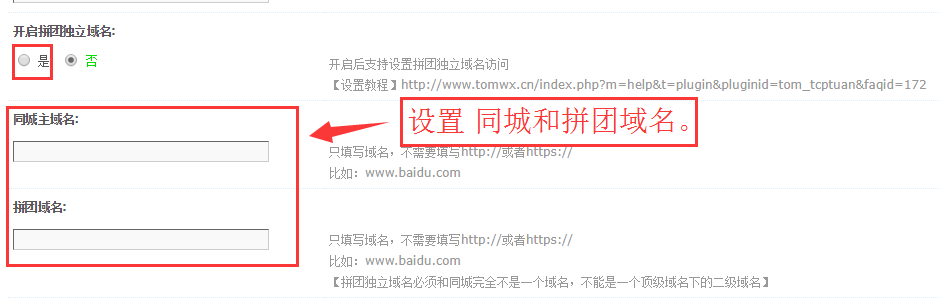 开启拼团独立域名:
是 否
开启后支持设置拼团独立域名访问
【设置教程】http://www.tomwx.cn/index.php?m=help&t=plugin&pluginid=tom_tcptuan&faqid=172
同城主域名:
设置 同城和拼团域名。
只填写域名，不需要填写http://或者https://
比如：www.baidu.com
拼团域名:
只填写域名，不需要填写http://或者https://
比如：www.baidu.com
【拼团独立域名必须和同城完全不是一个域名，不能是一个顶级域名下的二级域名】